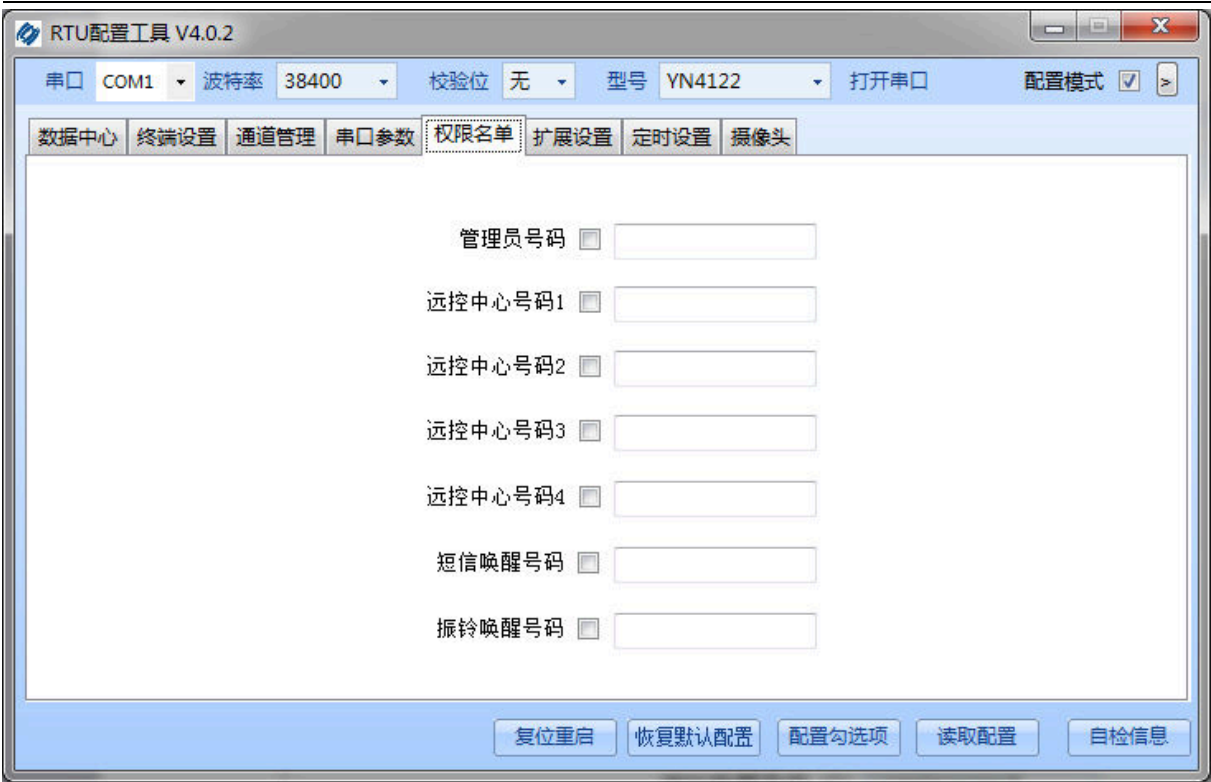 RTU配置工具 V4.0.2
串口 COM1 波特率 38400 校验位 无 型号 YN4122 打开串口 配置模式 >
数据中心 终端设置 通道管理 串口参数 权限名单 扩展设置 定时设置 摄像头
管理员号码
远控中心号码1
远控中心号码2
远控中心号码3
远控中心号码4
短信唤醒号码
振铃唤醒号码
复位重启 恢复默认配置 配置勾选项 读取配置 自检信息